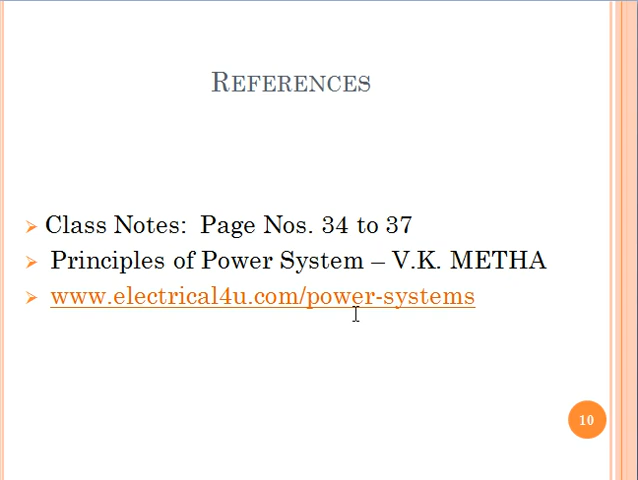 REFERENCES
Class Notes: Page Nos. 34 to 37
Principles of Power System – V.K. METHA
www.electrical4u.com/power-systems
10